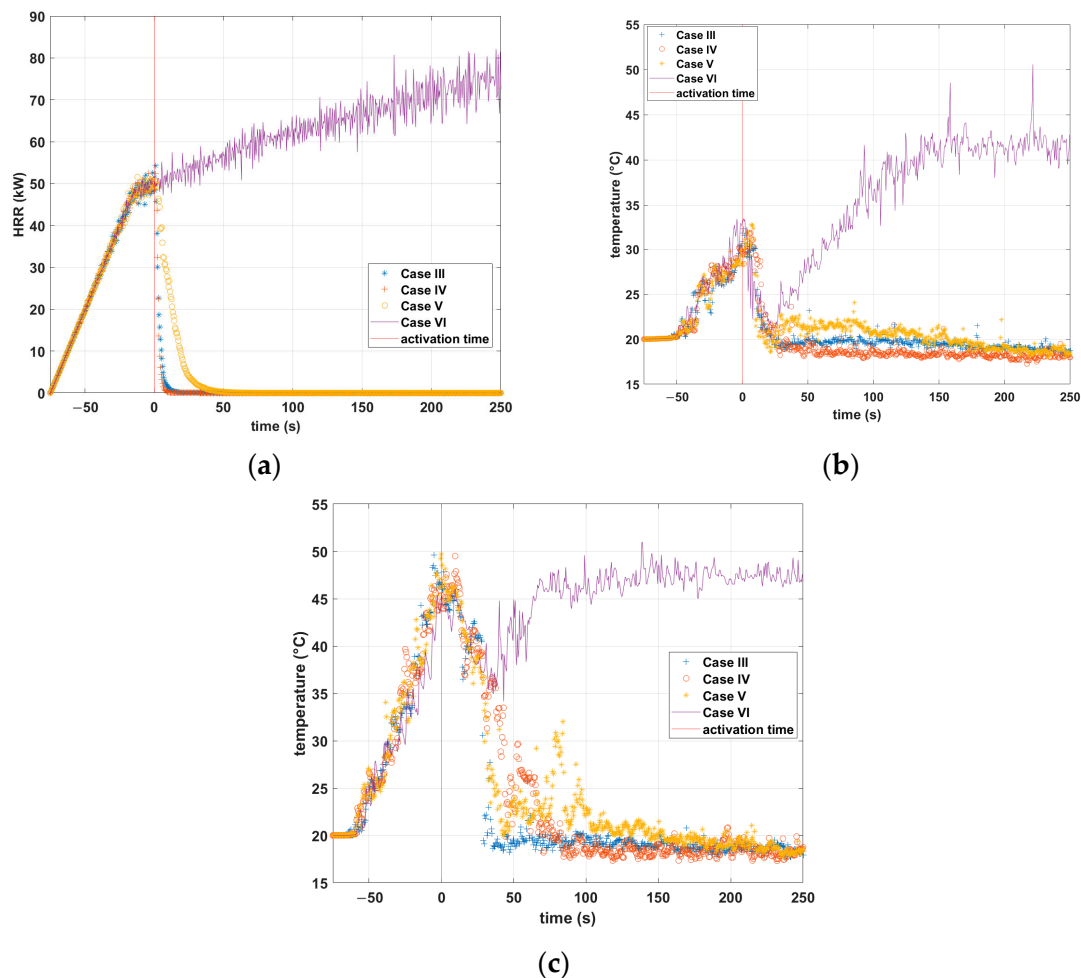 90
80
70
60
50
40
30
20
10
0
HRR (kW)
Case III
Case IV
Case V
Case VI
activation time
−50 0 50 100 150 200 250
time (s)
(a)
55
50
45
40
35
30
25
20
15
temperature (°C)
Case III
Case IV
Case V
Case VI
activation time
−50 0 50 100 150 200 250
time (s)
(b)
55
50
45
40
35
30
25
20
15
temperature (°C)
Case III
Case IV
Case V
Case VI
activation time
−50 0 50 100 150 200 250
time (s)
(c)